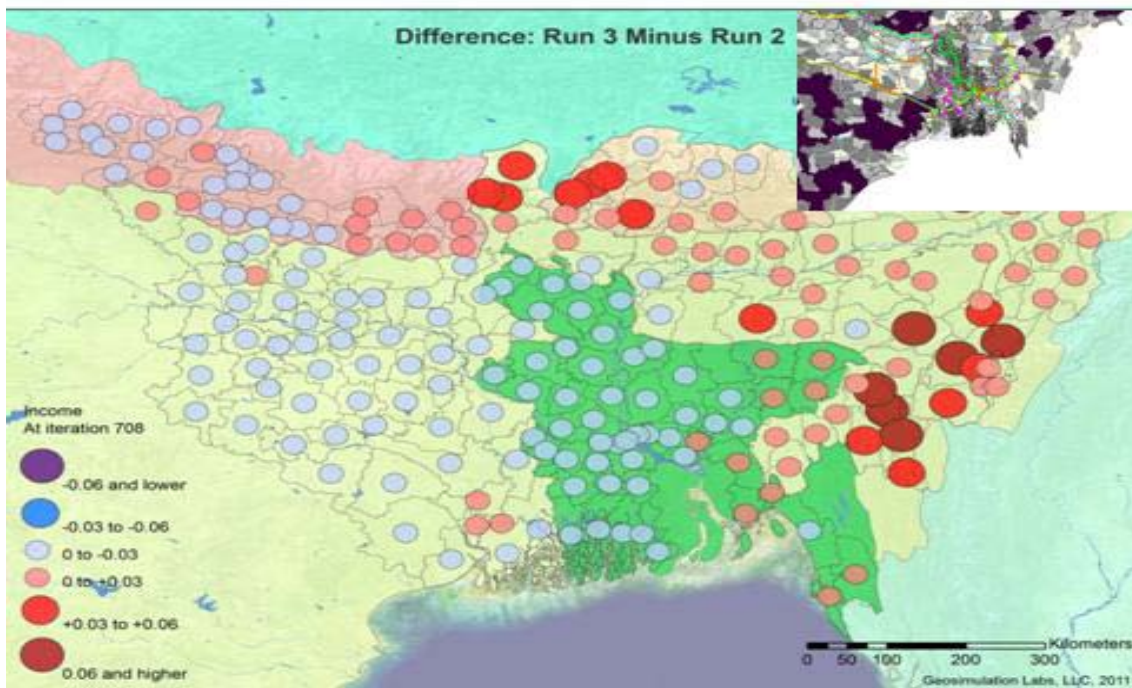 Difference: Run 3 Minus Run 2
Income
At iteration 708
-0.06 and lower
-0.03 to -0.06
0 to -0.03
0 to +0.03
+0.03 to +0.06
0.06 and higher
Kilometers
0 50 100 200 300
Geosimulation Labs, LLC, 2011